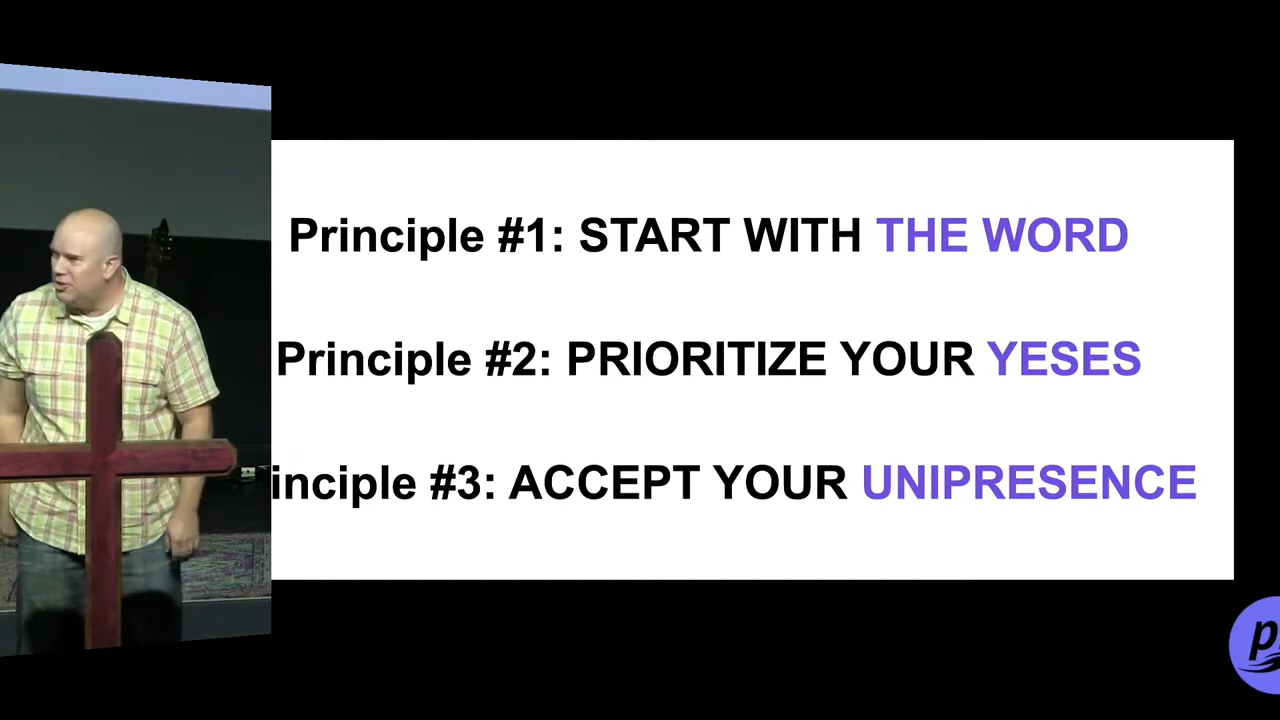 Principle #1: START WITH THE WORD
Principle #2: PRIORITIZE YOUR YESES
inciple #3: ACCEPT YOUR UNIPRESENCE